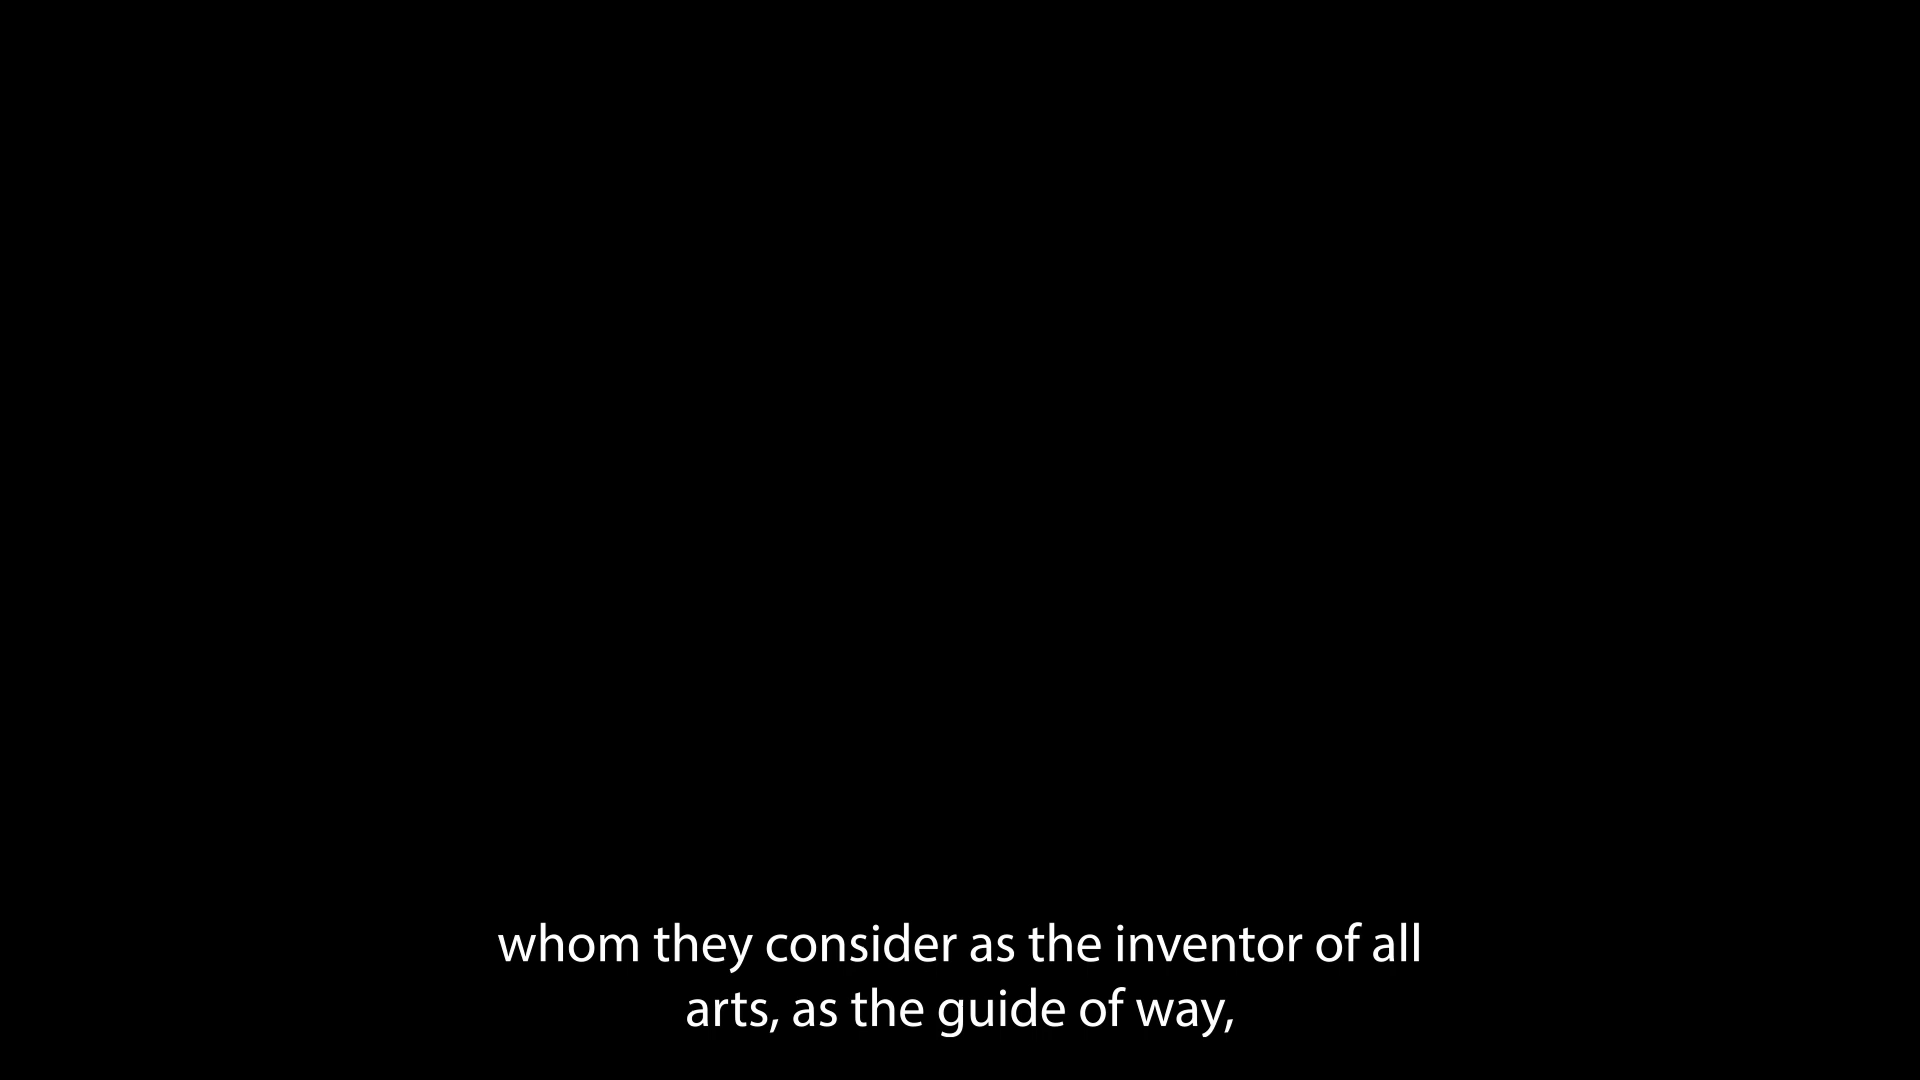 whom they consider as the inventor of all
arts, as the guide of way,